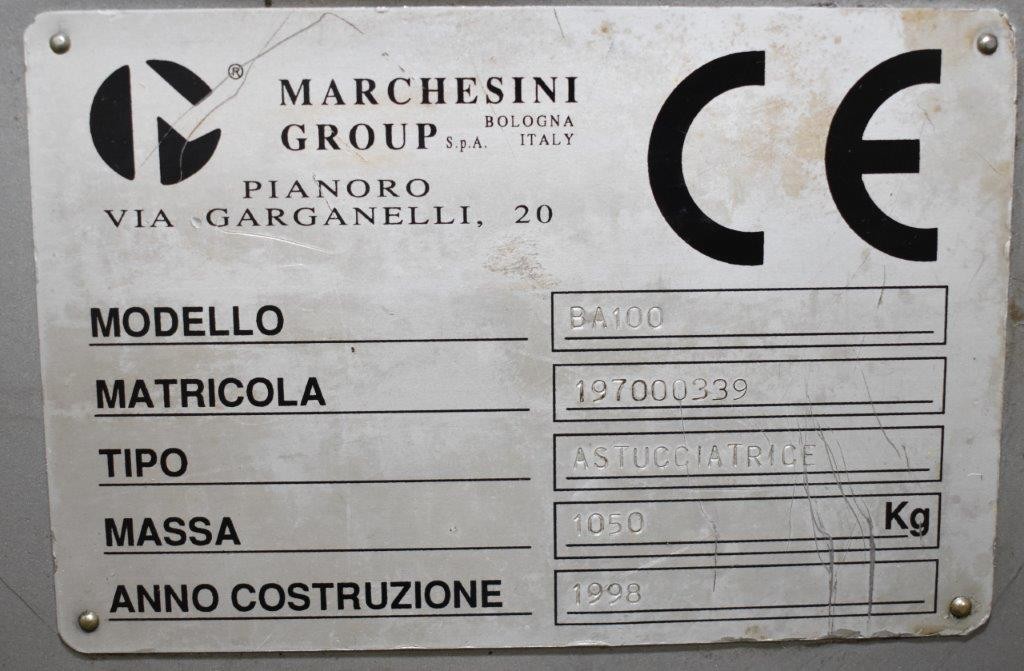 ®
MARCHESINI
GROUP S.p.A. BOLOGNA ITALY
PIANORO
VIA GARGANELLI, 20
CE
MODELLO BA100
MATRICOLA 197000339
TIPO ASTUCCIATRICE
MASSA 1050 Kg
ANNO COSTRUZIONE 1998